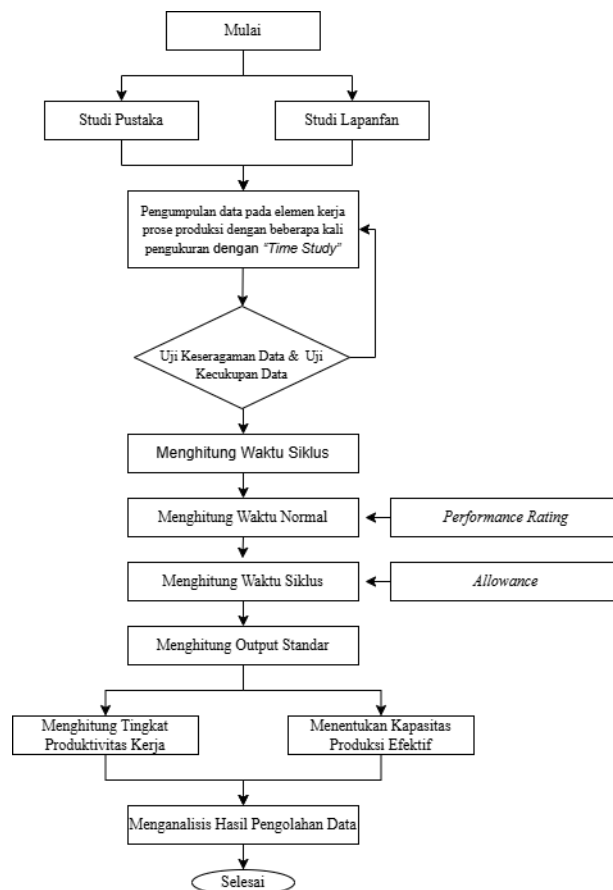 Mulai
Studi Pustaka
Studi Lapanfan
Pengumpulan data pada elemen kerja
prose produksi dengan beberapa kali
pengukuran dengan “Time Study”
Uji Keseragaman Data & Uji
Kecukupan Data
Menghitung Waktu Siklus
Menghitung Waktu Normal
Performance Rating
Menghitung Waktu Siklus
Allowance
Menghitung Output Standar
Menghitung Tingkat
Produktivitas Kerja
Menentukan Kapasitas
Produksi Efektif
Menganalisis Hasil Pengolahan Data
Selesai